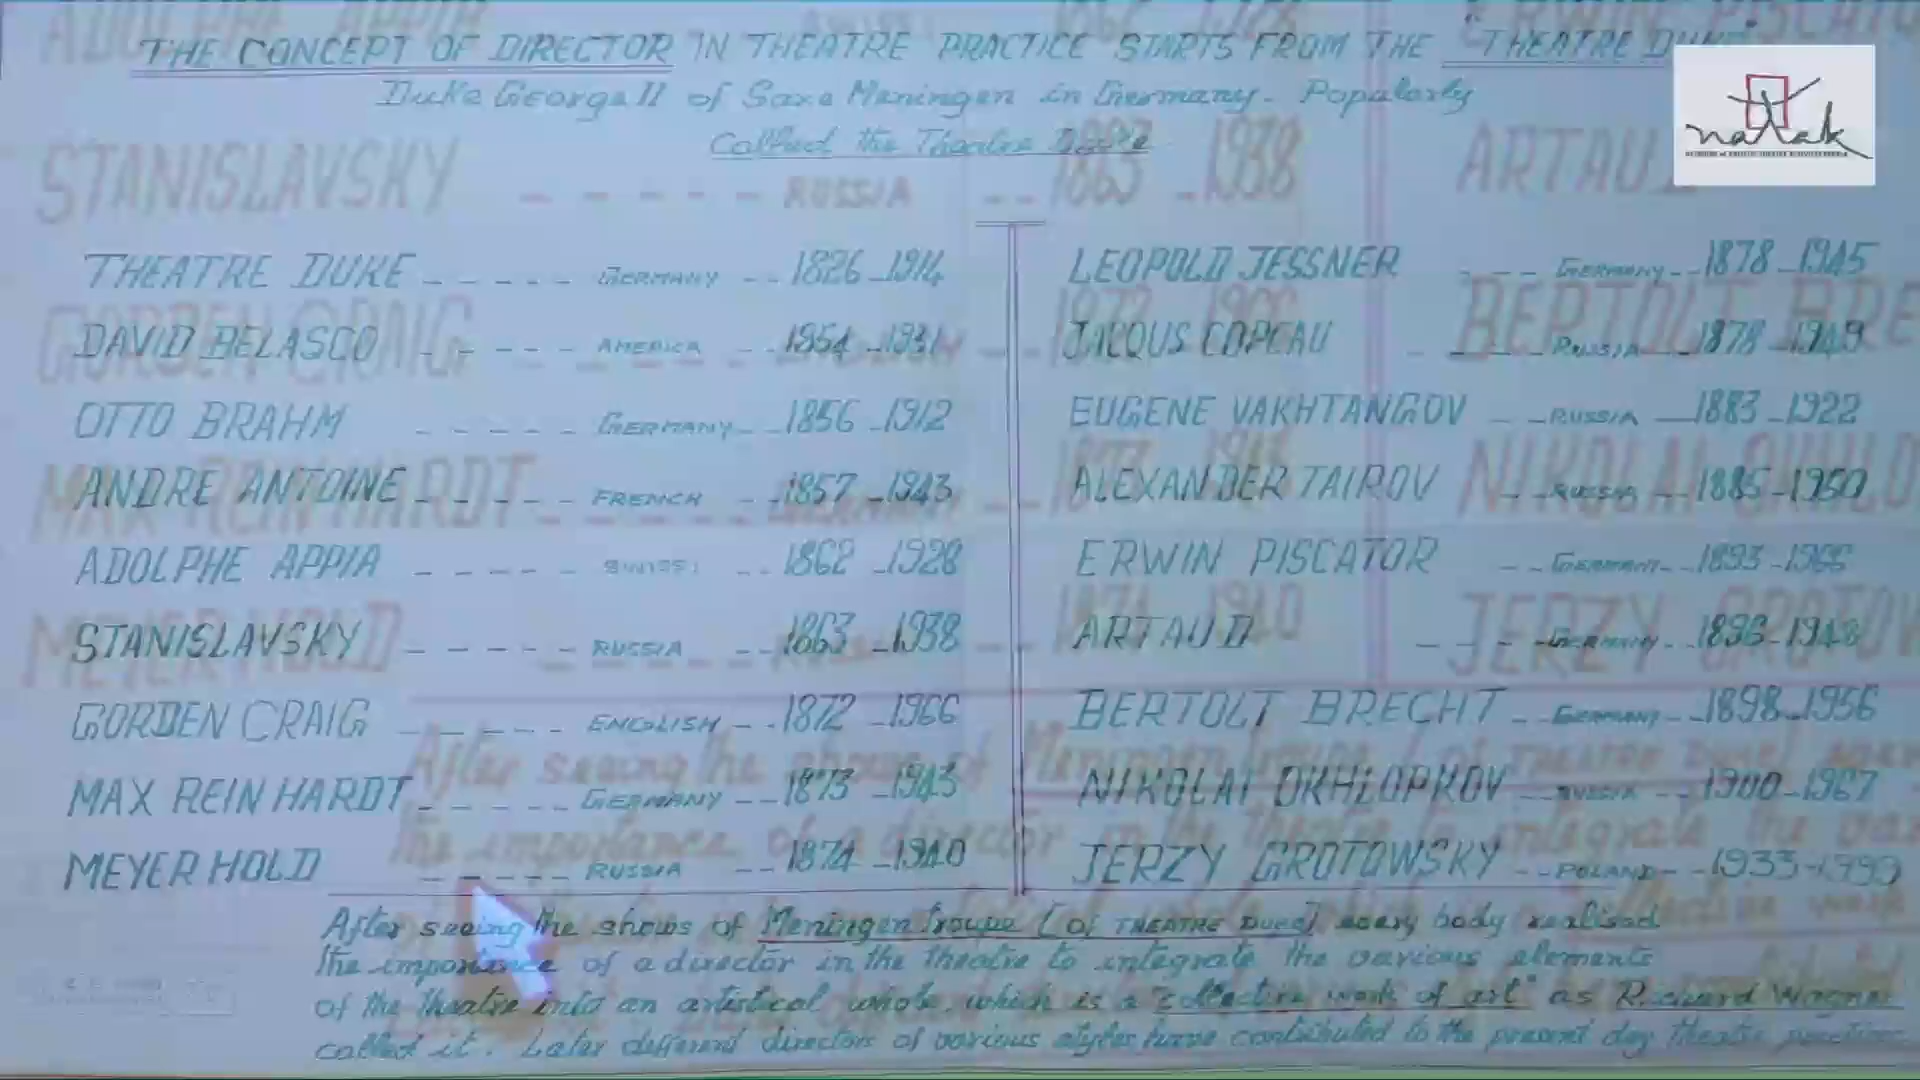 THE CONCEPT OF DIRECTOR IN THEATRE PRACTICE STARTS FROM THE "THEATRE DUKE"
Duke George II of Saxe Meningen in Germany. Popularly
Called the Theatre Duke
natak
THEATRE DUKE ----- GERMANY -- 1826 - 1914
DAVID BELASCO ----- AMERICA -- 1854 - 1931
OTTO BRAHM ----- GERMANY -- 1856 - 1912
ANDRE ANTOINE ----- FRENCH -- 1857 - 1943
ADOLPHE APPIA ----- SWISS -- 1862 - 1928
STANISLAVSKY ----- RUSSIA -- 1863 - 1938
GORDEN CRAIG ----- ENGLISH -- 1872 - 1966
MAX REINHARDT ----- GERMANY -- 1873 - 1943
MEYER HOLD ----- RUSSIA -- 1874 - 1940
LEOPOLD JESSNER --- GERMANY -- 1878 - 1945
JACQUS COPEAU --- RUSSIA -- 1878 - 1949
EUGENE VAKHTANGOV -- RUSSIA -- 1883 - 1922
ALEXANDER TAIROV -- RUSSIA -- 1885 - 1950
ERWIN PISCATOR -- GERMANY -- 1893 - 1966
ARTAUD --- GERMANY -- 1896 - 1948
BERTOLT BRECHT -- GERMANY -- 1898 - 1956
NIKOLAI OKHLOPKOV -- RUSSIA -- 1900 - 1967
JERZY GROTOWSKY -- POLAND -- 1933 - 1999
After seeing the shows of Meningen troupe (of THEATRE DUKE) every body realised
the importance of a director in the theatre to integrate the various elements
of the theatre into an artistical whole, which is a "collective work of art" as Richard Wagner
called it. Later different directors of various styles have contributed to the present day theatre practice.